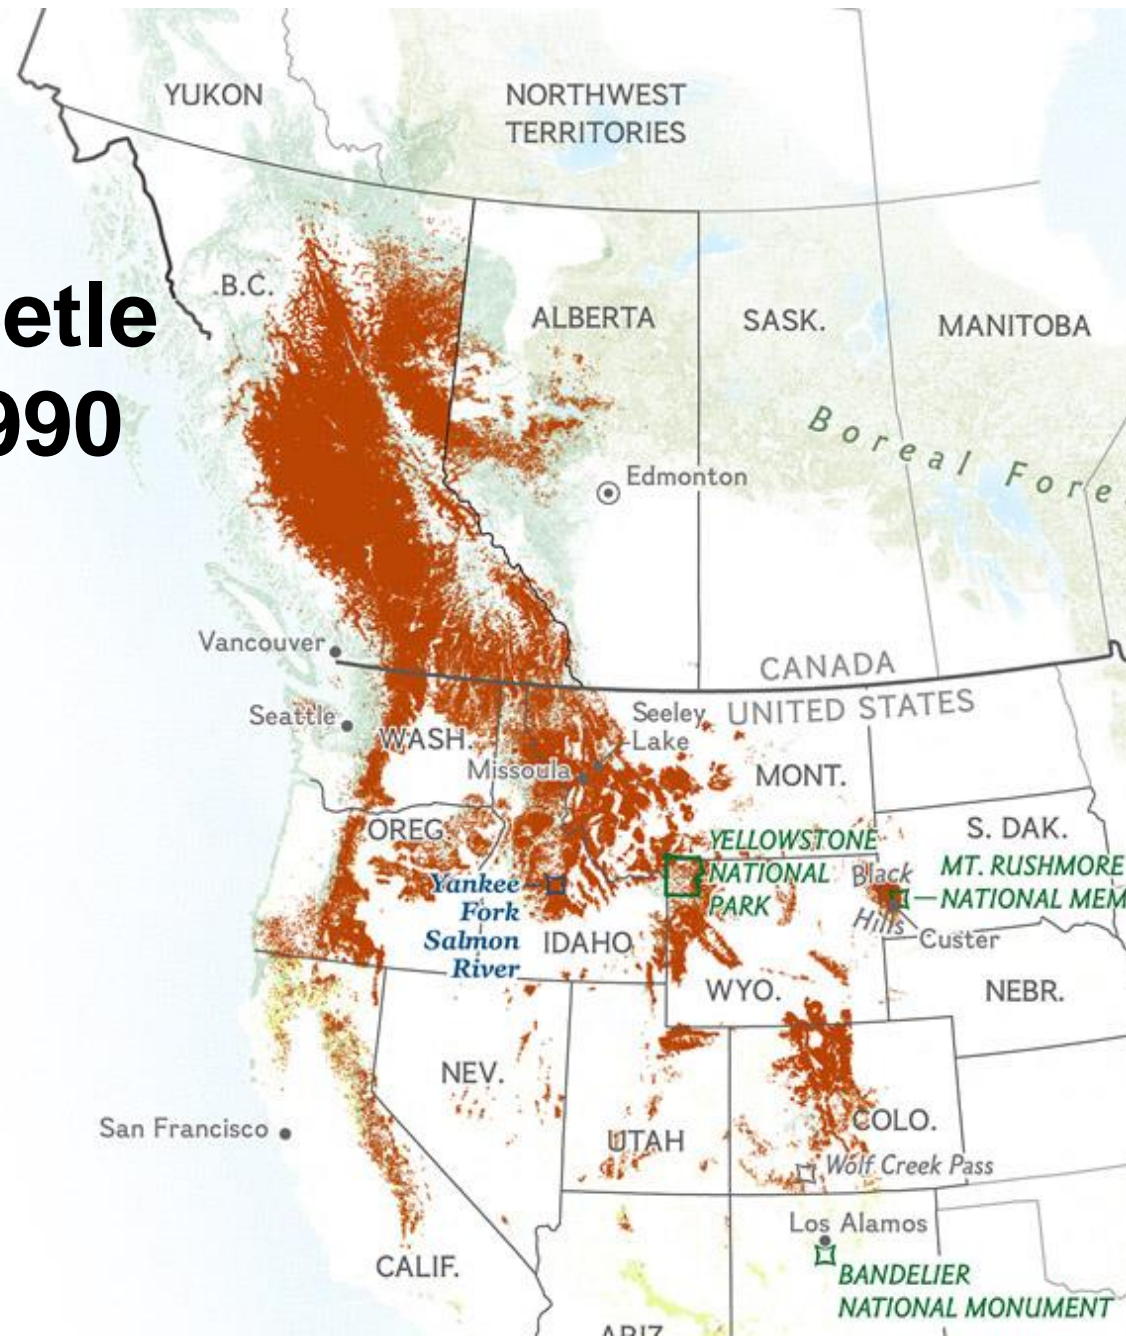 YUKON
NORTHWEST
TERRITORIES
B.C.
etle
990
ALBERTA
SASK.
MANITOBA
Boreal Fore
Edmonton
Vancouver
CANADA
UNITED STATES
Seattle
WASH.
Seeley
Lake
Missoula
MONT.
OREG.
YELLOWSTONE
NATIONAL
PARK
S. DAK.
Black
Hills
MT. RUSHMORE
NATIONAL MEM
Custer
Yankee
Fork
Salmon
River
IDAHO
WYO.
NEBR.
NEV.
San Francisco
UTAH
COLO.
Wolf Creek Pass
Los Alamos
CALIF.
BANDELIER
NATIONAL MONUMENT
ARIZ.